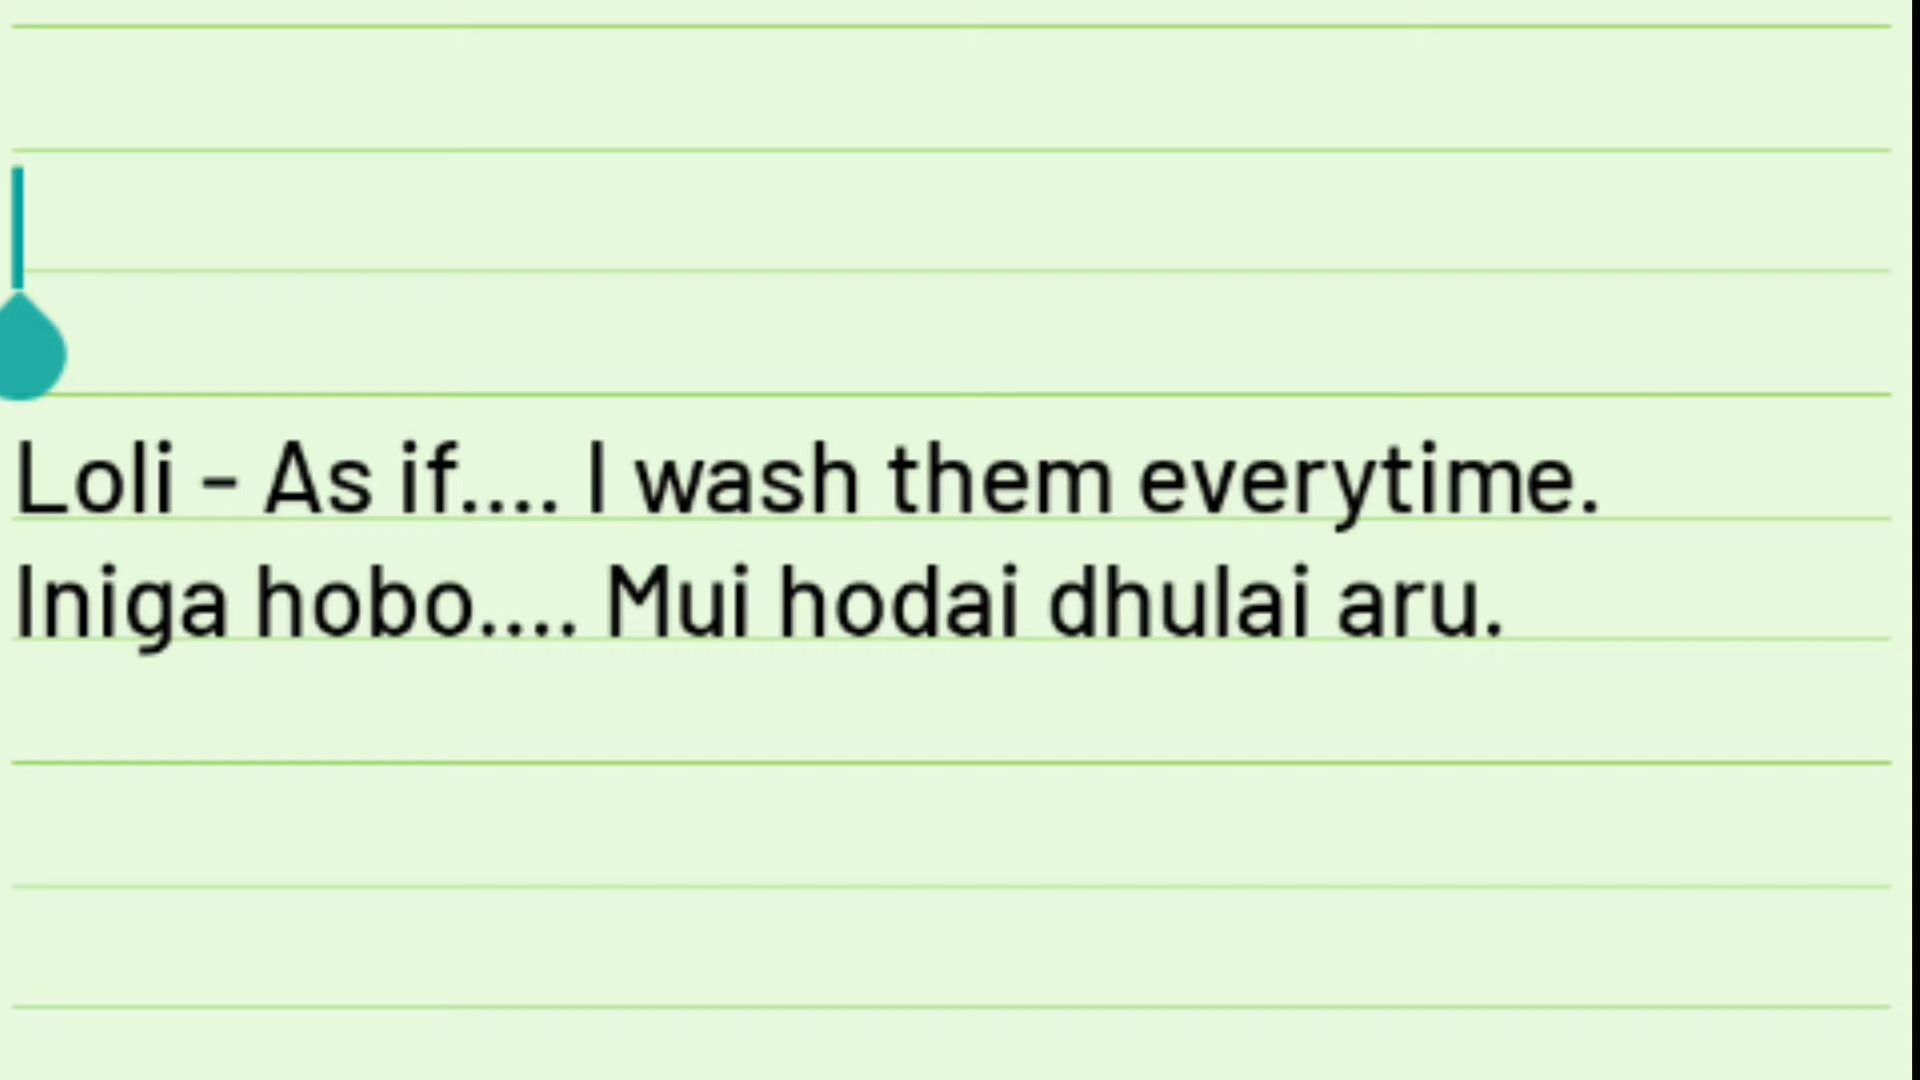 Loli - As if.... I wash them everytime.
Iniga hobo.... Mui hodai dhulai aru.